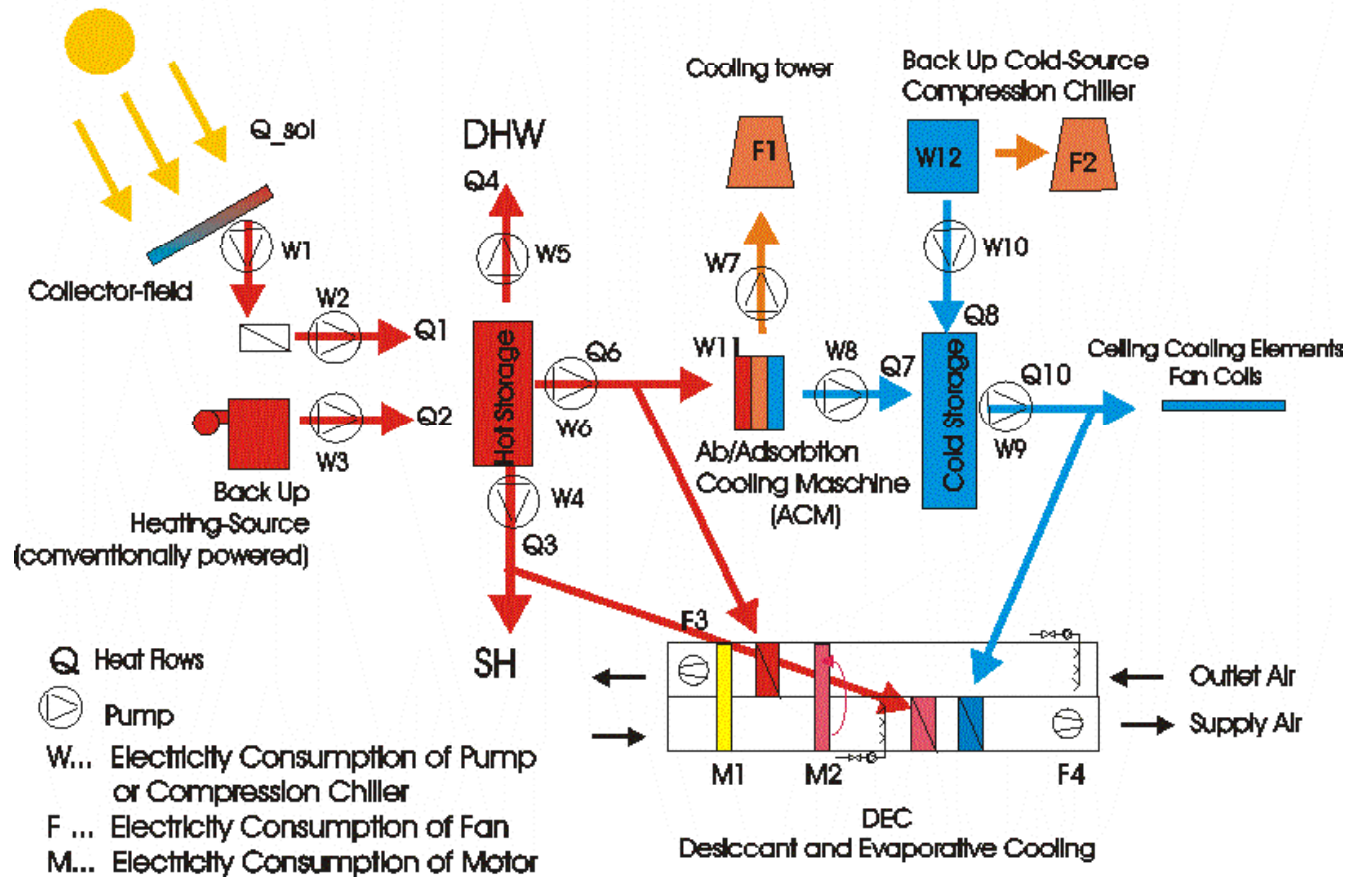 Q_sol
Collector-field
W1
W2
Q1
Q2
W3
Back Up
Heating-Source
(conventionally powered)
DHW
Q4
W5
Hot Storage
Q6
W6
W4
Q3
SH
Cooling tower
F1
W7
W11
W8
Q7
Ab/Adsorbtion
Cooling Maschine
(ACM)
Back Up Cold-Source
Compression Chiller
W12
F2
W10
Q8
Cold Storage
Q10
W9
Ceiling Cooling Elements
Fan Coils
F3
Outlet Air
Supply Air
M1
M2
F4
DEC
Desiccant and Evaporative Cooling
Q Heat Flows
Pump
W... Electricity Consumption of Pump
or Compression Chiller
F ... Electricity Consumption of Fan
M... Electricity Consumption of Motor